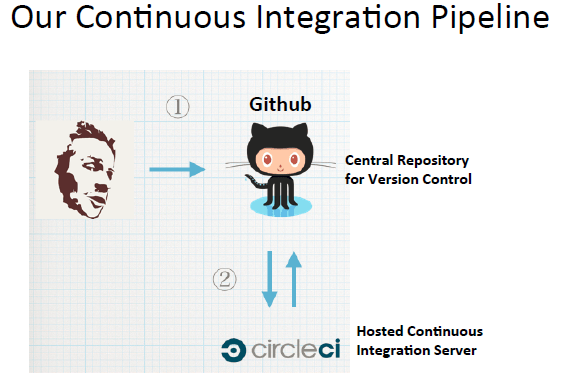 Our Continuous Integration Pipeline
①
Github
Central Repository
for Version Control
②
circleci
Hosted Continuous
Integration Server